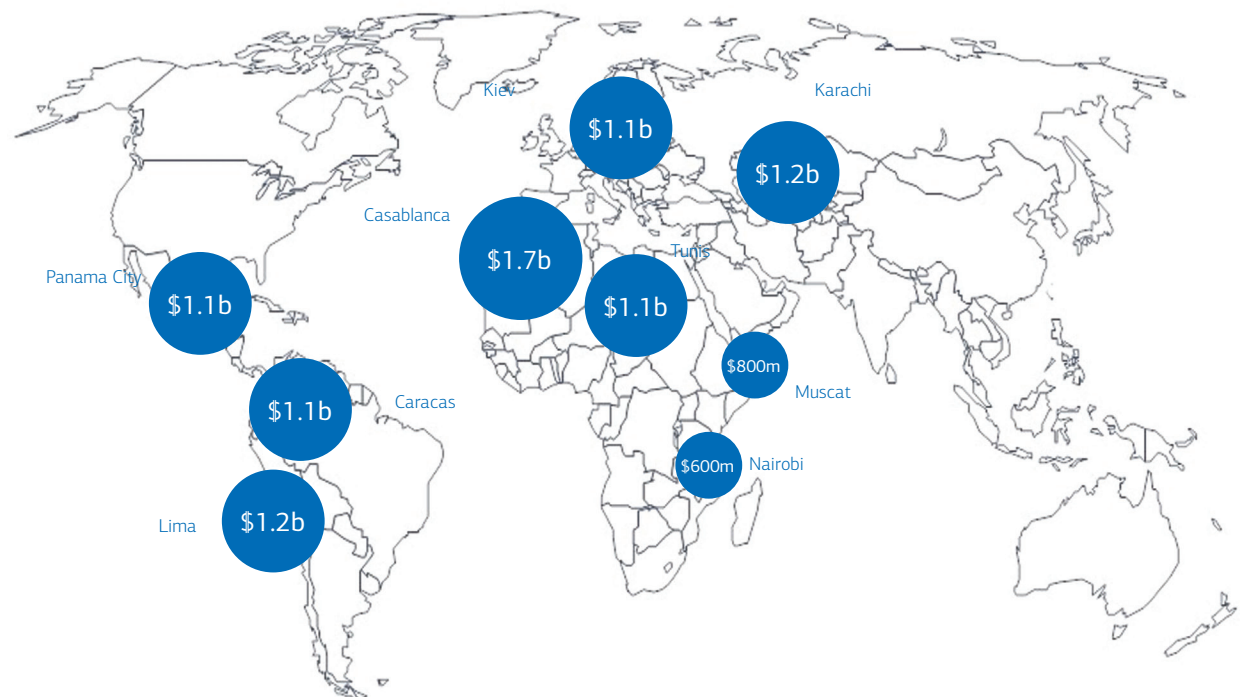 Kiev
Karachi
$1.1b
$1.2b
Casablanca
$1.7b
Tunis
Panama City
$1.1b
$1.1b
$800m
Muscat
Caracas
$1.1b
$600m
Nairobi
Lima
$1.2b